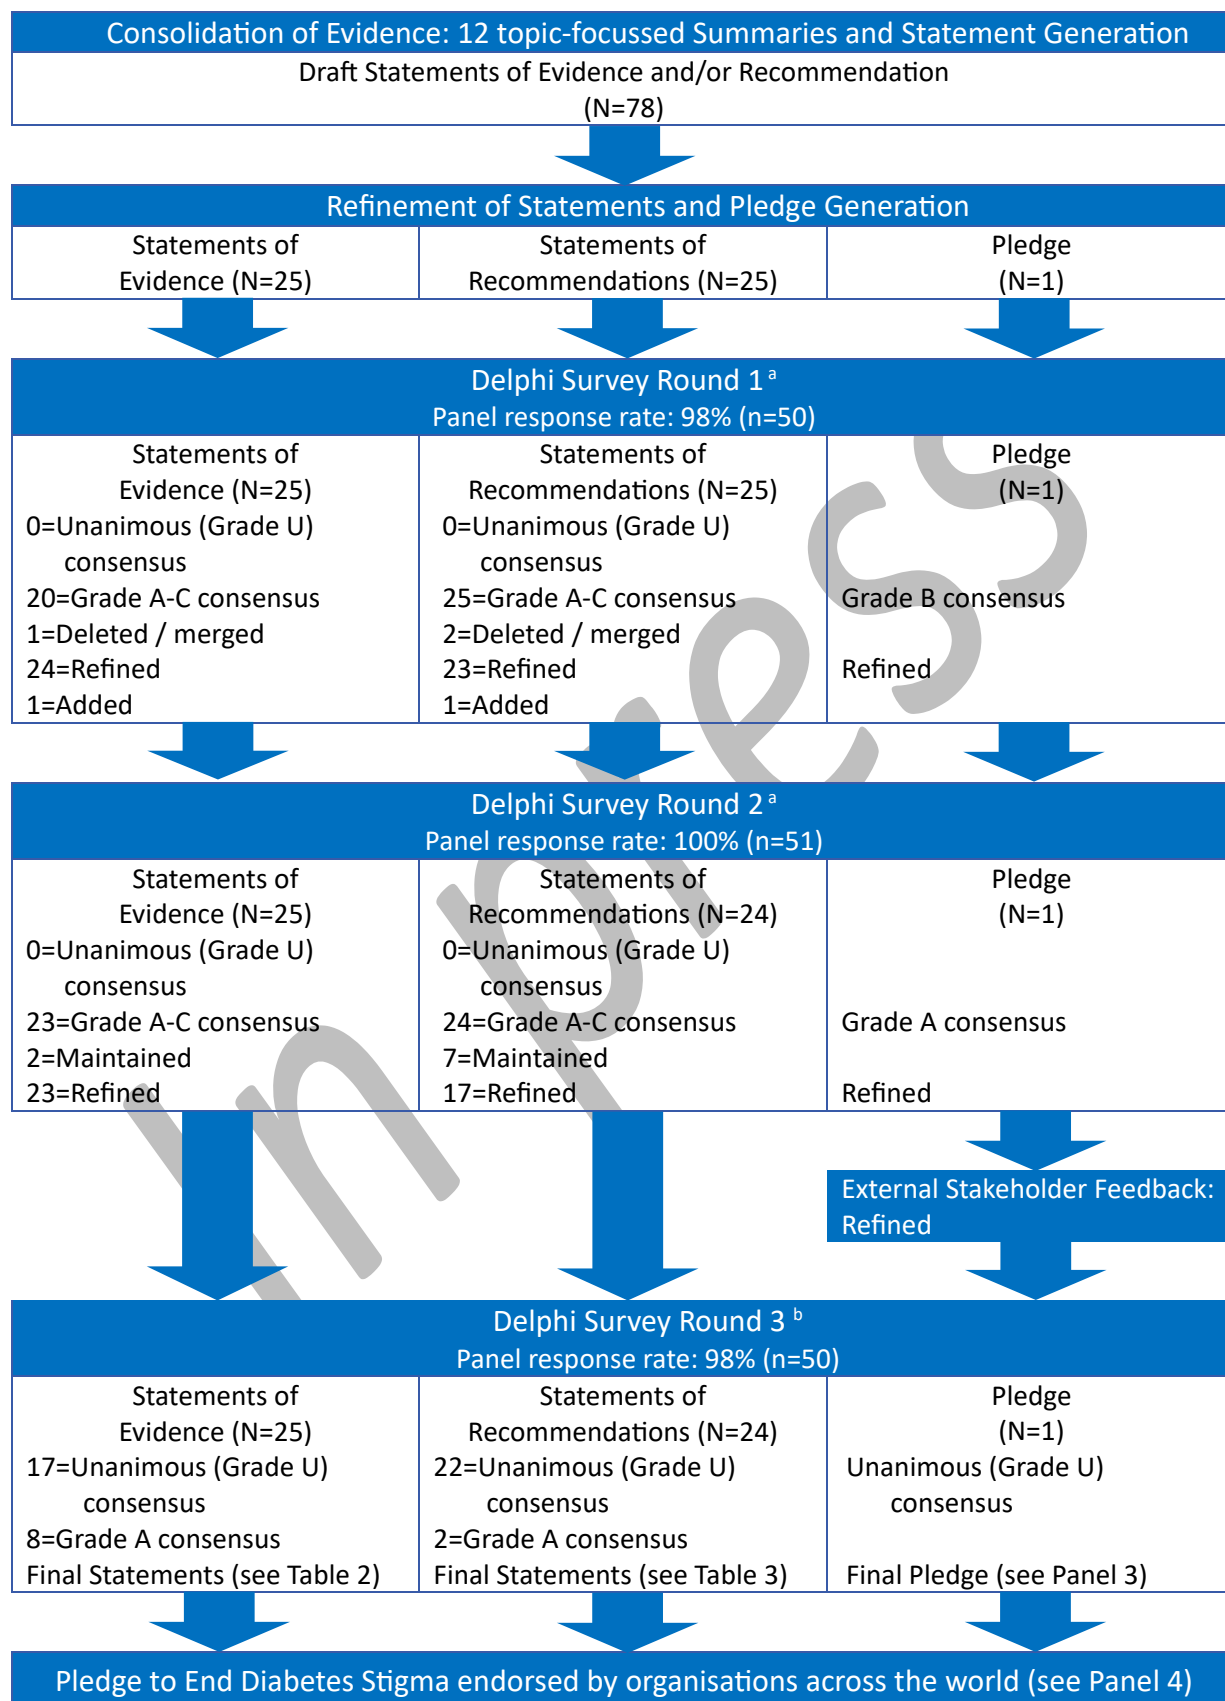 Consolidation of Evidence: 12 topic-focussed Summaries and Statement Generation
Draft Statements of Evidence and/or Recommendation
(N=78)
Refinement of Statements and Pledge Generation
Statements of
Evidence (N=25)
Statements of
Recommendations (N=25)
Pledge
(N=1)
Delphi Survey Round 1 a
Panel response rate: 98% (n=50)
Statements of
Evidence (N=25)
0=Unanimous (Grade U)
consensus
20=Grade A-C consensus
1=Deleted / merged
24=Refined
1=Added
Statements of
Recommendations (N=25)
0=Unanimous (Grade U)
consensus
25=Grade A-C consensus
2=Deleted / merged
23=Refined
1=Added
Pledge
(N=1)
Grade B consensus
Refined
Delphi Survey Round 2 a
Panel response rate: 100% (n=51)
Statements of
Evidence (N=25)
0=Unanimous (Grade U)
consensus
23=Grade A-C consensus
2=Maintained
23=Refined
Statements of
Recommendations (N=24)
0=Unanimous (Grade U)
consensus
24=Grade A-C consensus
7=Maintained
17=Refined
Pledge
(N=1)
Grade A consensus
Refined
External Stakeholder Feedback:
Refined
Delphi Survey Round 3 b
Panel response rate: 98% (n=50)
Statements of
Evidence (N=25)
17=Unanimous (Grade U)
consensus
8=Grade A consensus
Final Statements (see Table 2)
Statements of
Recommendations (N=24)
22=Unanimous (Grade U)
consensus
2=Grade A consensus
Final Statements (see Table 3)
Pledge
(N=1)
Unanimous (Grade U)
consensus
Final Pledge (see Panel 3)
Pledge to End Diabetes Stigma endorsed by organisations across the world (see Panel 4)
In press